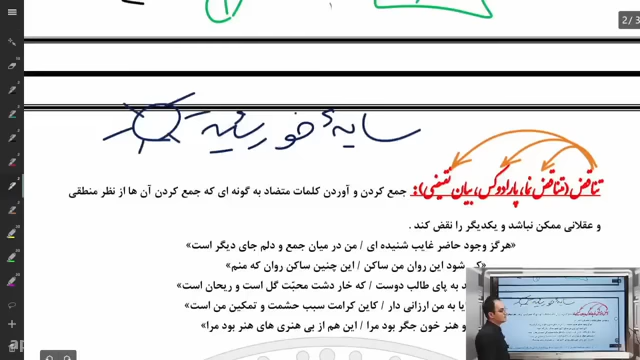 2/3
سایهٔ خورشید
تناقض (تناقض نما، پارادوکس، بیان نقیضی): جمع کردن و آوردن کلمات متضاد به گونه ای که جمع کردن آن ها از نظر منطقی
و عقلانی ممکن نباشد و یکدیگر را نقض کند.
«هرگز وجود حاضر غایب شنیده ای / من در میان جمع و دلم جای دیگر است»
شود این روان من ساکن / این چنین ساکن روان که منم»
به پای طالب دوست / که خار دشت محبّت گل است و ریحان است»
یا به من ارزانی دار / کاین کرامت سبب حشمت و تمکین من است»
و هنر خون جگر بود مرا / این هم از بی هنری های هنر بود مرا»